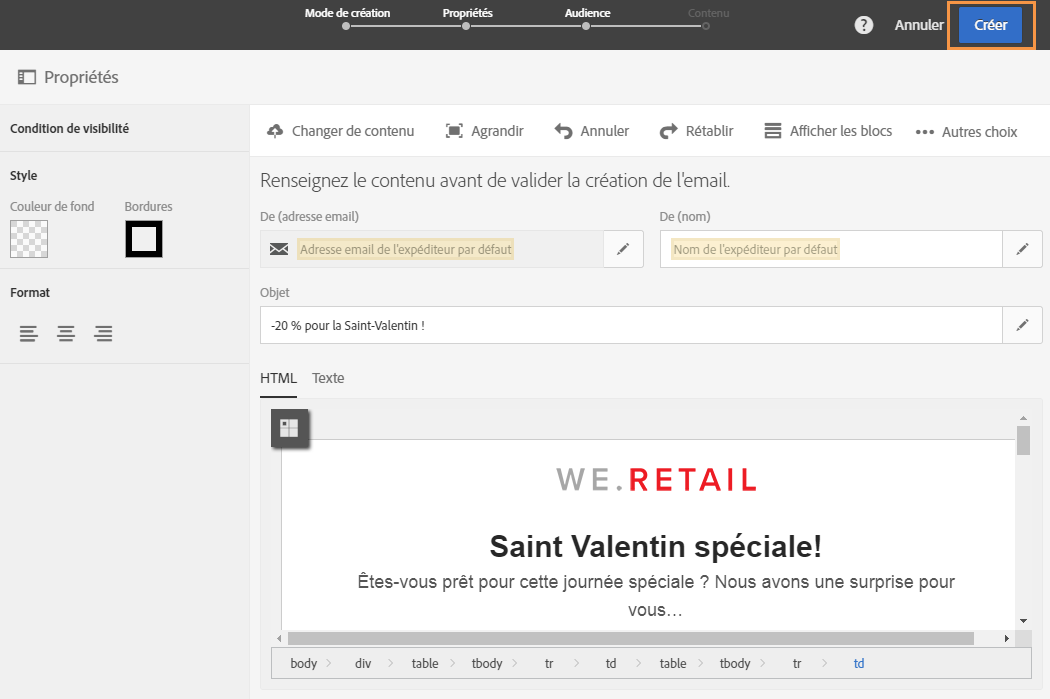 Mode de création
Propriétés
Audience
Contenu
?
Annuler
Créer
Propriétés
Condition de visibilité
Style
Couleur de fond
Bordures
Format
Changer de contenu
Agrandir
Annuler
Rétablir
Afficher les blocs
Autres choix
Renseignez le contenu avant de valider la création de l'email.
De (adresse email)
De (nom)
Adresse email de l'expéditeur par défaut
Nom de l'expéditeur par défaut
Objet
-20 % pour la Saint-Valentin !
HTML
Texte
WE.RETAIL
Saint Valentin spéciale!
Êtes-vous prêt pour cette journée spéciale ? Nous avons une surprise pour
vous…
body div table tbody tr td table tbody tr td